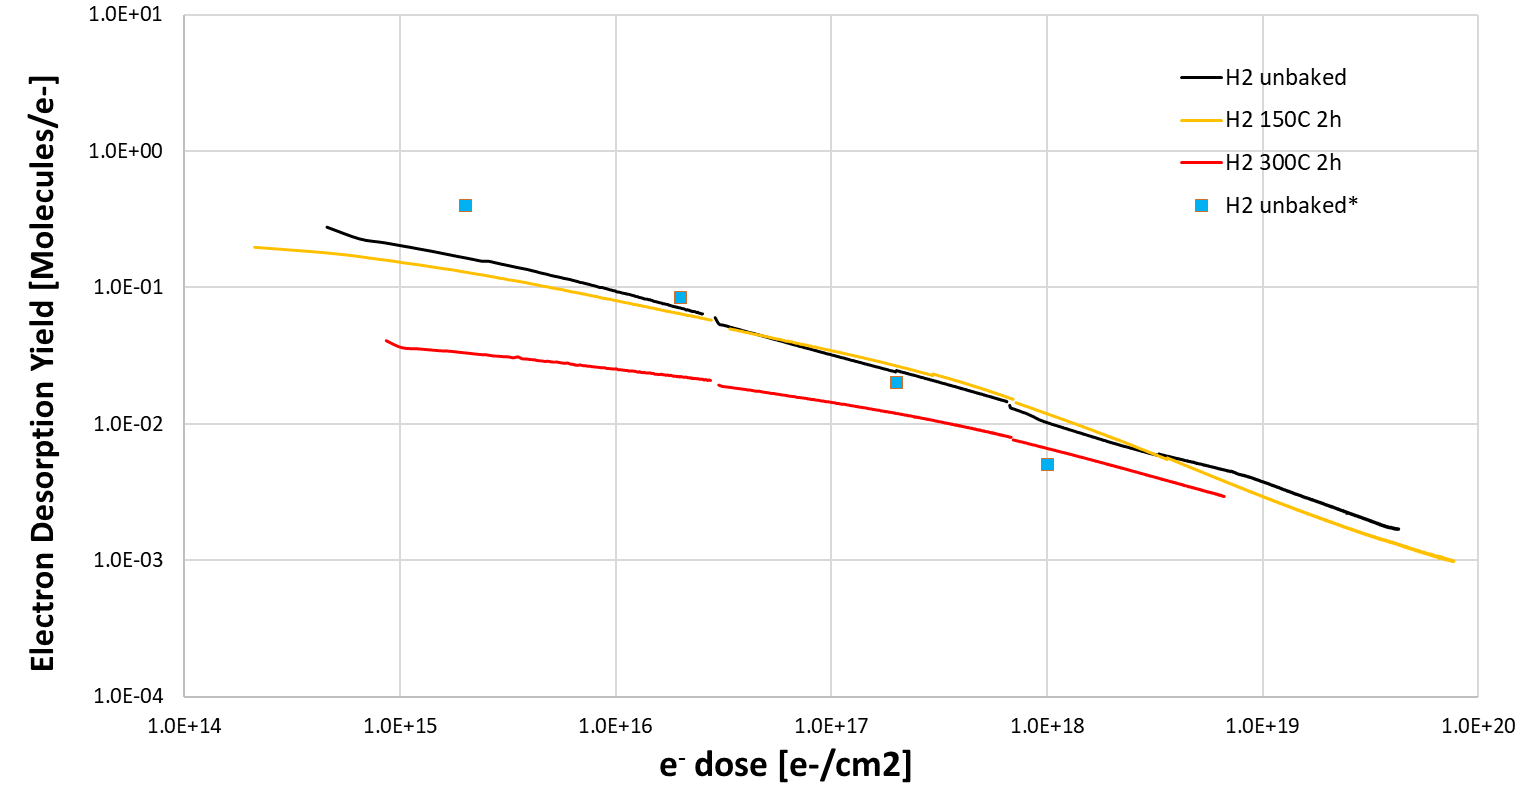 1.0E+01
1.0E+00
1.0E-01
1.0E-02
1.0E-03
1.0E-04
Electron Desorption Yield [Molecules/e-]
H2 unbaked
H2 150C 2h
H2 300C 2h
H2 unbaked*
1.0E+14 1.0E+15 1.0E+16 1.0E+17 1.0E+18 1.0E+19 1.0E+20
e⁻ dose [e-/cm2]